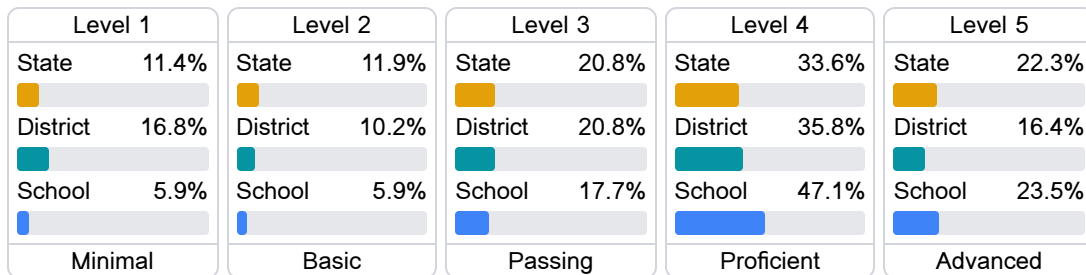 Level 1
State 11.4%
District 16.8%
School 5.9%
Minimal
Level 2
State 11.9%
District 10.2%
School 5.9%
Basic
Level 3
State 20.8%
District 20.8%
School 17.7%
Passing
Level 4
State 33.6%
District 35.8%
School 47.1%
Proficient
Level 5
State 22.3%
District 16.4%
School 23.5%
Advanced